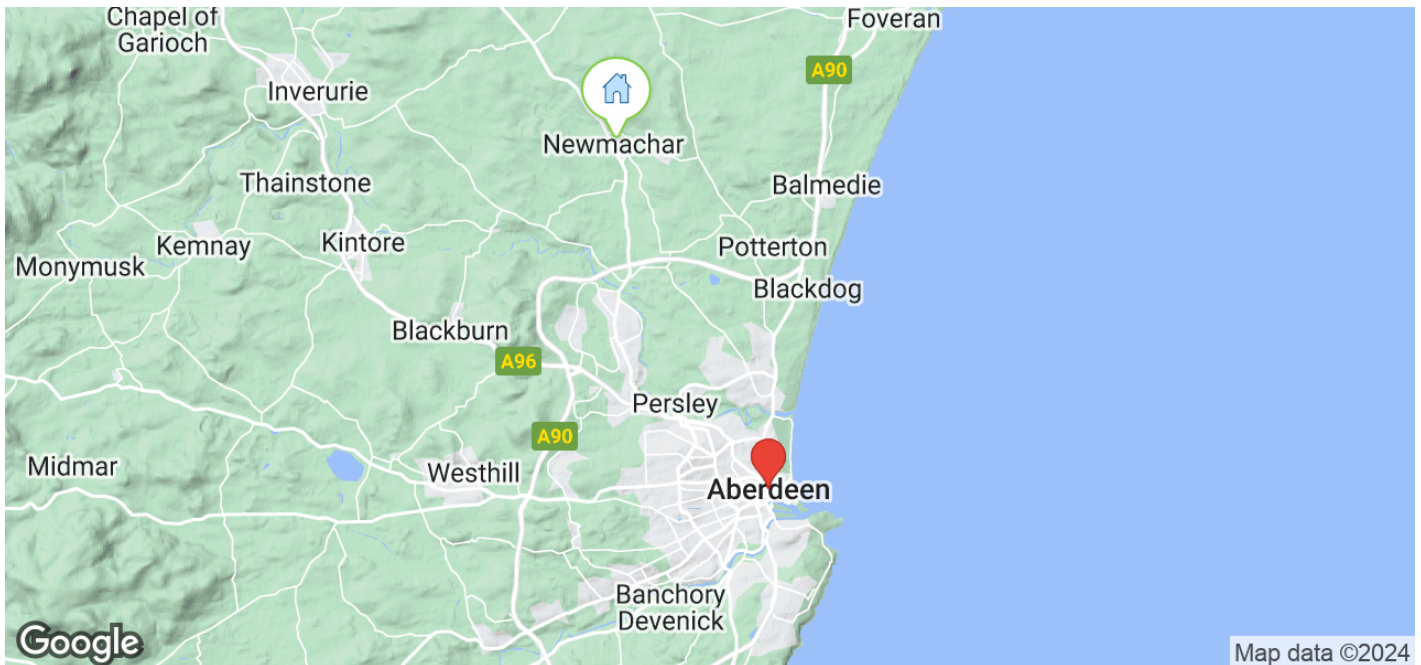 Chapel of
Garioch
Foveran
A90
Inverurie
Newmachar
Thainstone
Balmedie
Kemnay
Kintore
Potterton
Monymusk
Blackdog
Blackburn
A96
Persley
A90
Midmar
Westhill
Aberdeen
Banchory
Devenick
Google
Map data ©2024